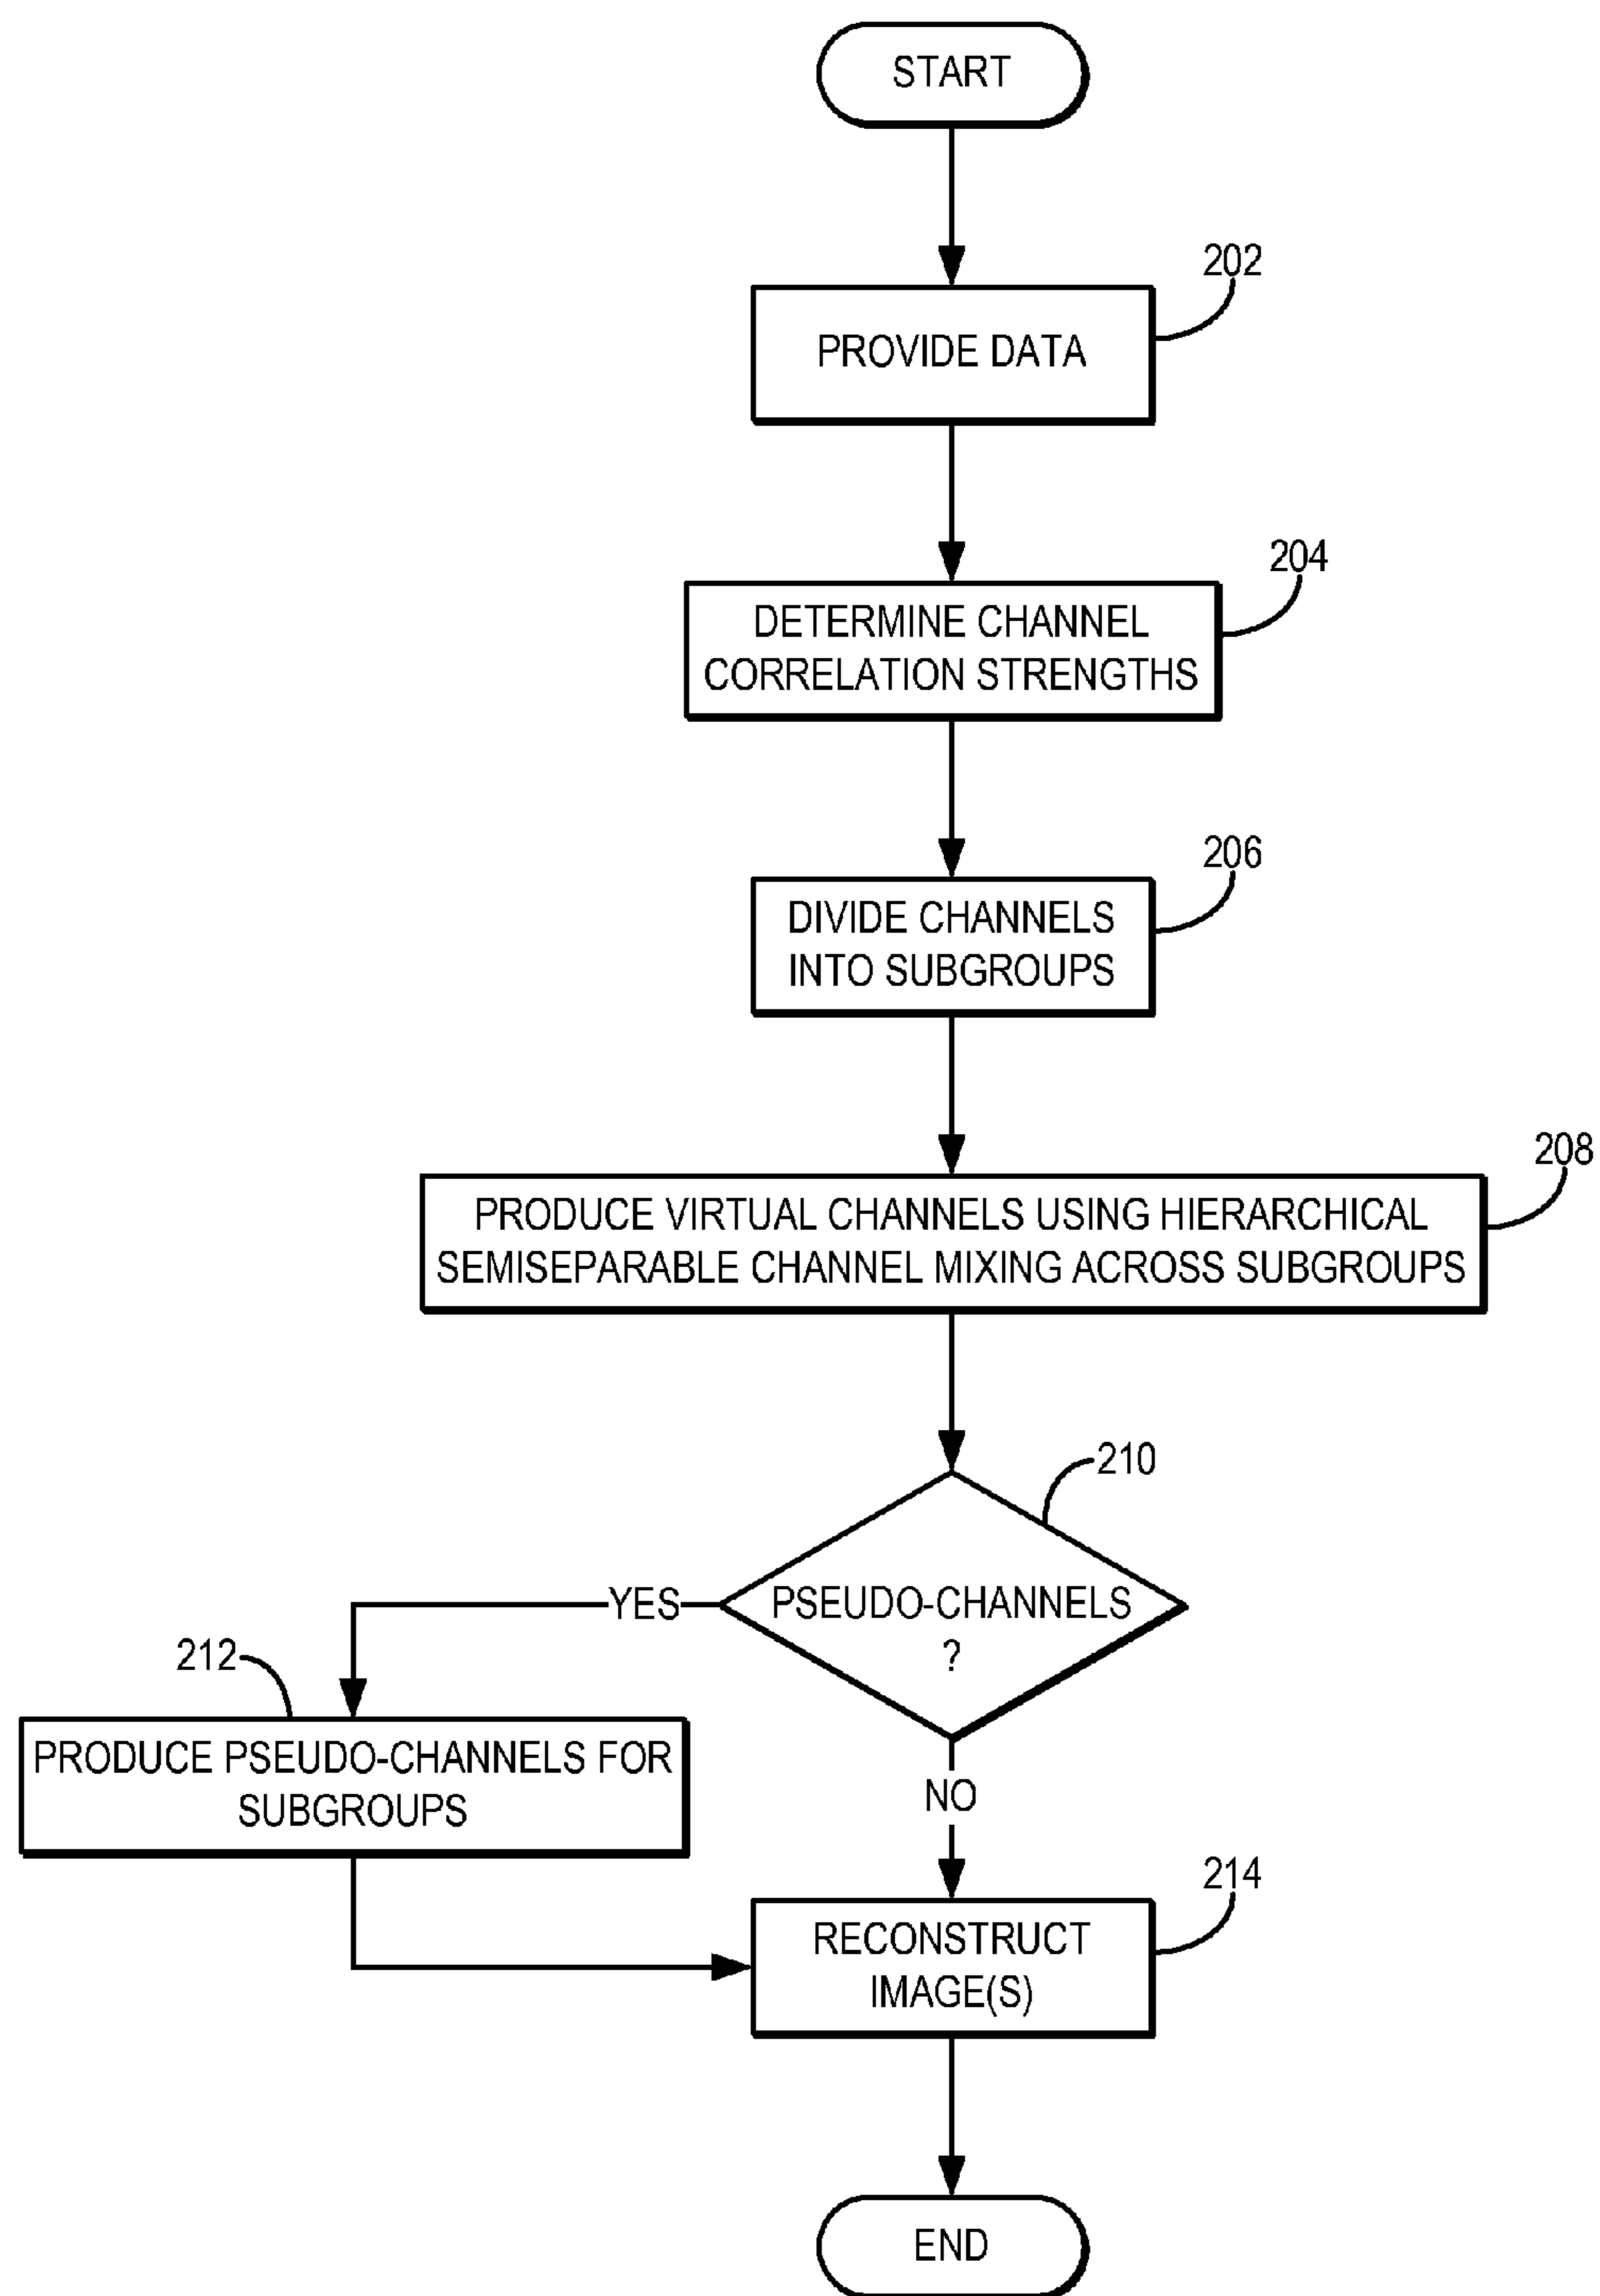 START
202
PROVIDE DATA
204
DETERMINE CHANNEL
CORRELATION STRENGTHS
206
DIVIDE CHANNELS
INTO SUBGROUPS
208
PRODUCE VIRTUAL CHANNELS USING HIERARCHICAL
SEMISEPARABLE CHANNEL MIXING ACROSS SUBGROUPS
210
PSEUDO-CHANNELS
?
YES
212
PRODUCE PSEUDO-CHANNELS FOR
SUBGROUPS
NO
214
RECONSTRUCT
IMAGE(S)
END